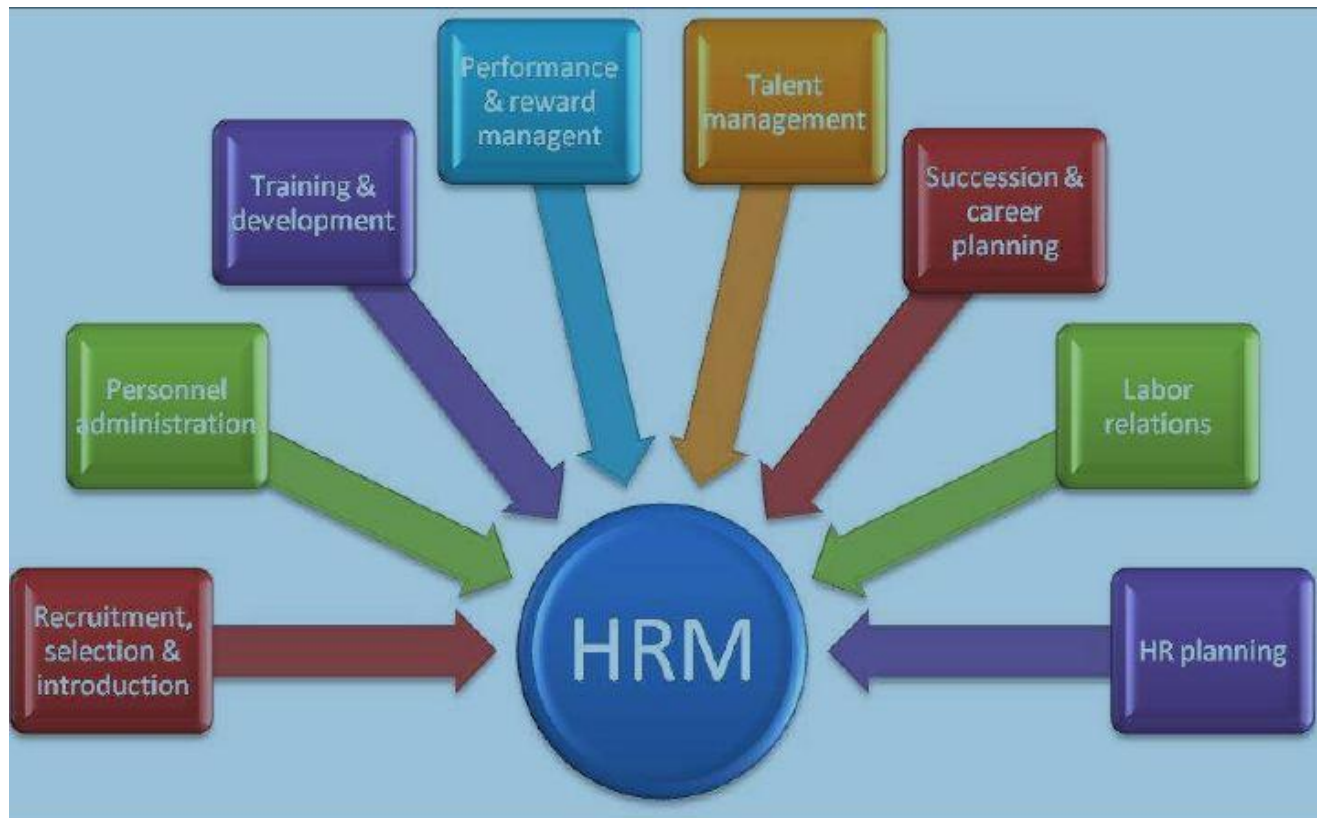 Performance
& reward
managent
Talent
management
Training &
development
Succession &
career
planning
Personnel
administration
Labor
relations
Recruitment,
selection &
introduction
HR planning
HRM